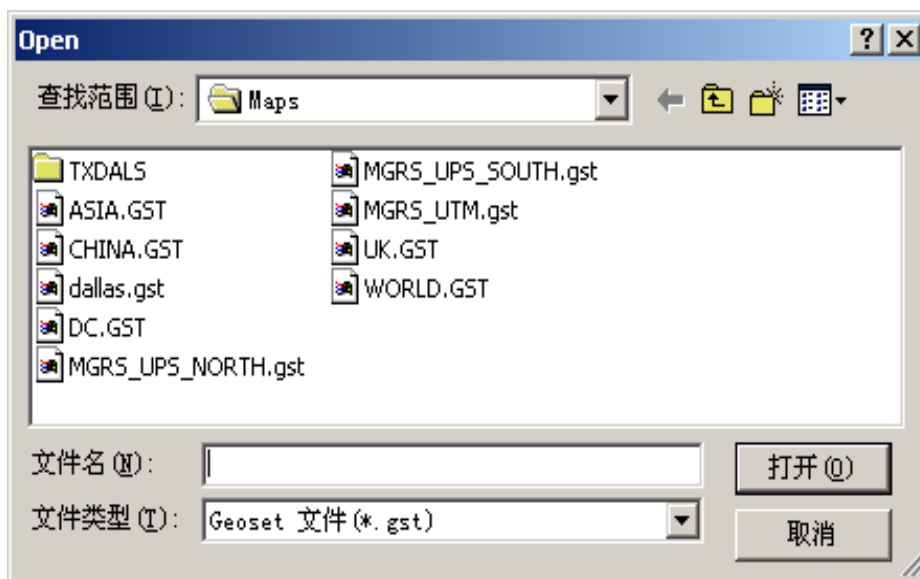 Open
查找范围(I): Maps
TXDALS
ASIA.GST
CHINA.GST
dallas.gst
DC.GST
MGRS_UPS_NORTH.gst
MGRS_UPS_SOUTH.gst
MGRS_UTM.gst
UK.GST
WORLD.GST
文件名(N):
打开(O)
文件类型(T): Geoset 文件(*.gst)
取消